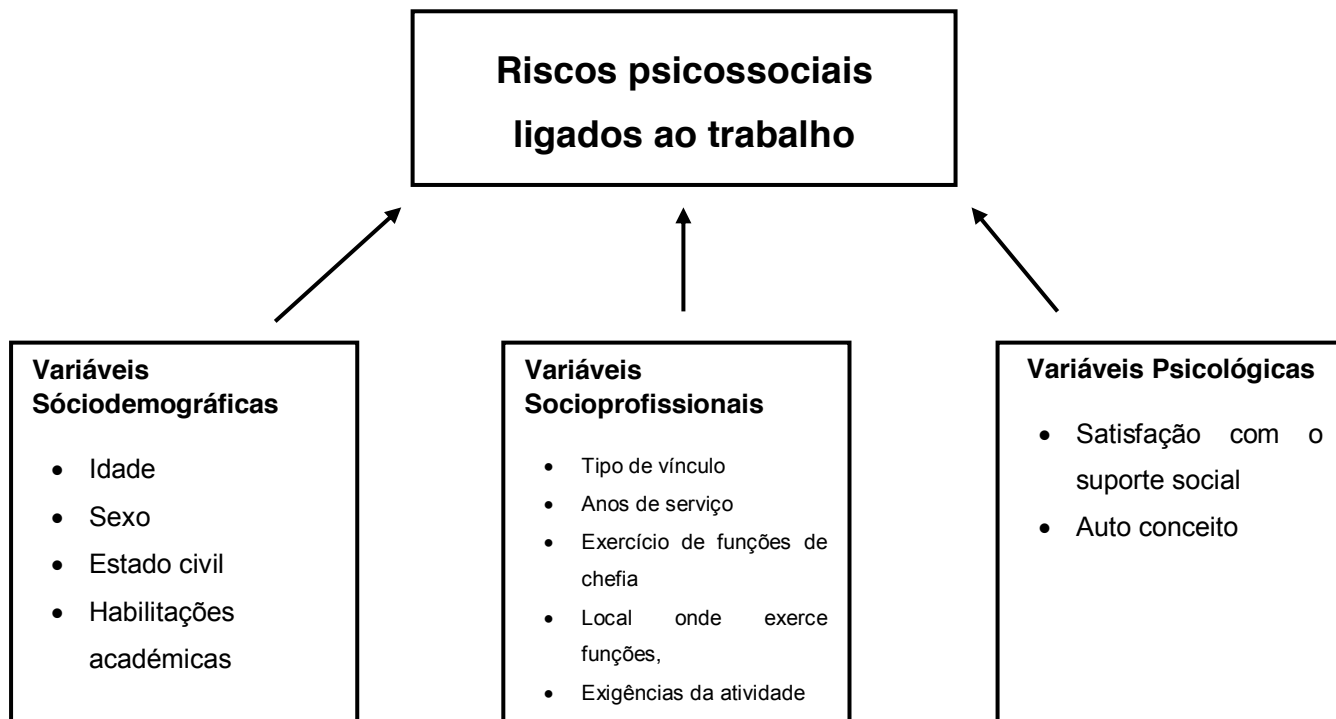 Riscos psicossociais
ligados ao trabalho
Variáveis
Sóciodemográficas
• Idade
• Sexo
• Estado civil
• Habilitações
académicas
Variáveis
Socioprofissionais
• Tipo de vínculo
• Anos de serviço
• Exercício de funções de
chefia
• Local onde exerce
funções,
• Exigências da atividade
Variáveis Psicológicas
• Satisfação com o
suporte social
• Auto conceito